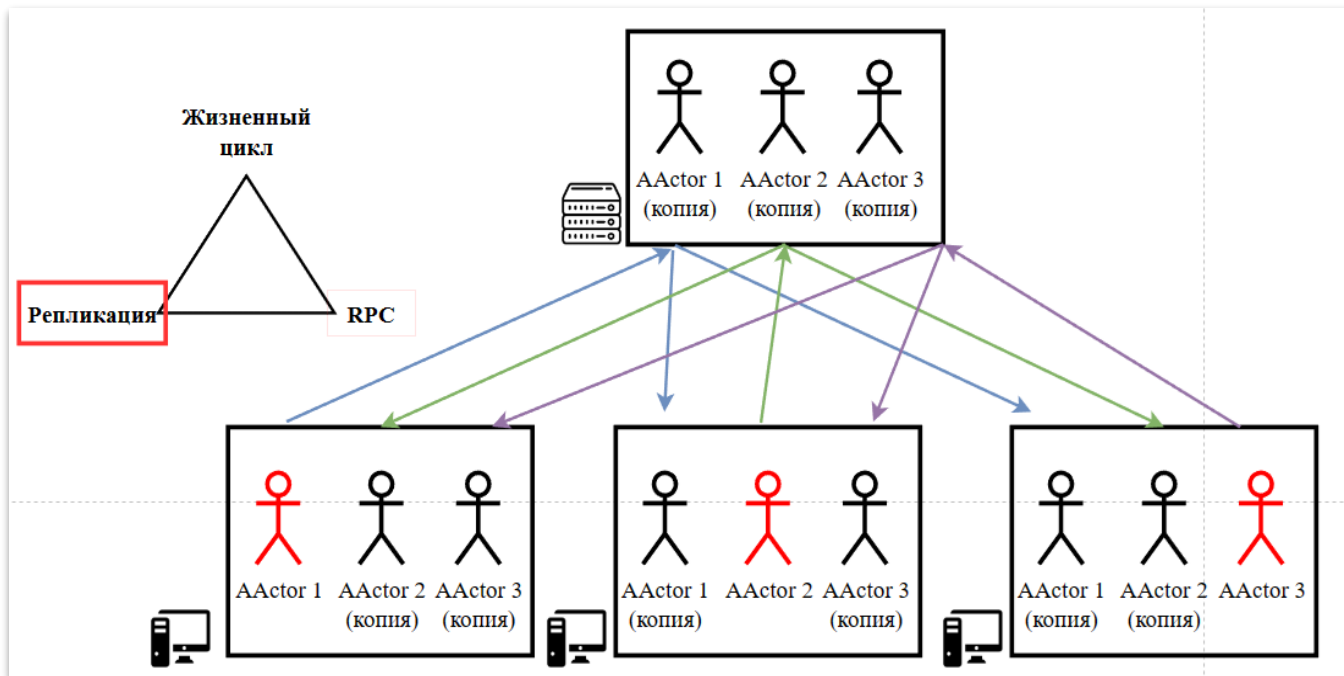 Жизненный
цикл
Репликация
RPC
AActor 1 AActor 2 AActor 3
(копия) (копия) (копия)
AActor 1 AActor 2 AActor 3
(копия) (копия)
AActor 1 AActor 2 AActor 3
(копия) (копия)
AActor 1 AActor 2 AActor 3
(копия) (копия)